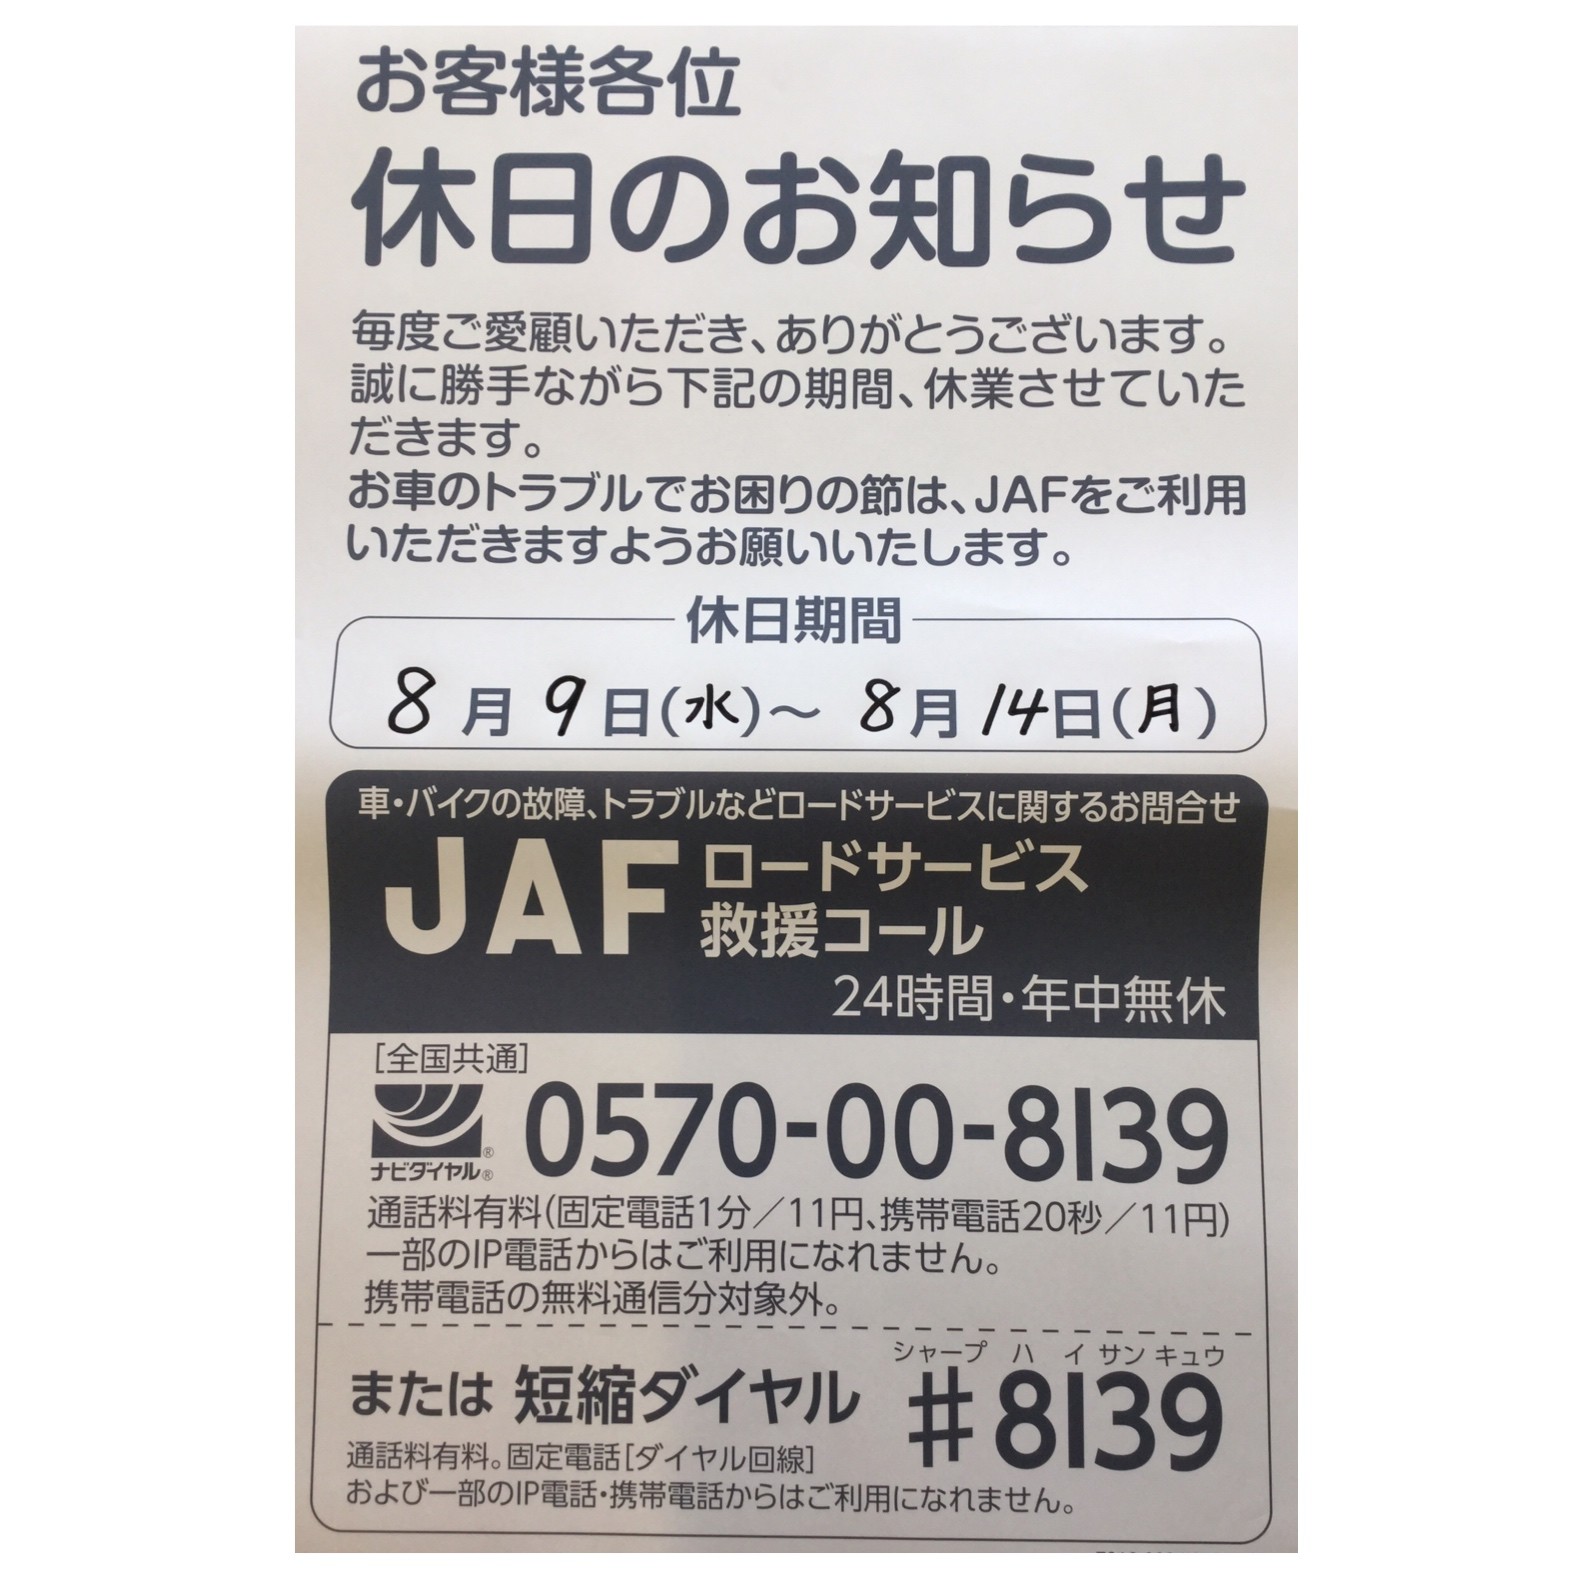 お客様各位
休日のお知らせ
毎度ご愛顧いただき、ありがとうございます。
誠に勝手ながら下記の期間、休業させていた
だきます。
お車のトラブルでお困りの節は、JAFをご利用
いただきますようお願いいたします。
休日期間
8月9日(水)～8月14日(月)
車・バイクの故障、トラブルなどロードサービスに関するお問合せ
JAF ロードサービス
救援コール
24時間・年中無休
[全国共通]
ナビダイヤル® 0570-00-8139
通話料有料(固定電話1分／11円、携帯電話20秒／11円)
一部のIP電話からはご利用になれません。
携帯電話の無料通信分対象外。
シャープ ハ イ サン キュウ
または 短縮ダイヤル #8139
通話料有料。固定電話[ダイヤル回線]
および一部のIP電話・携帯電話からはご利用になれません。